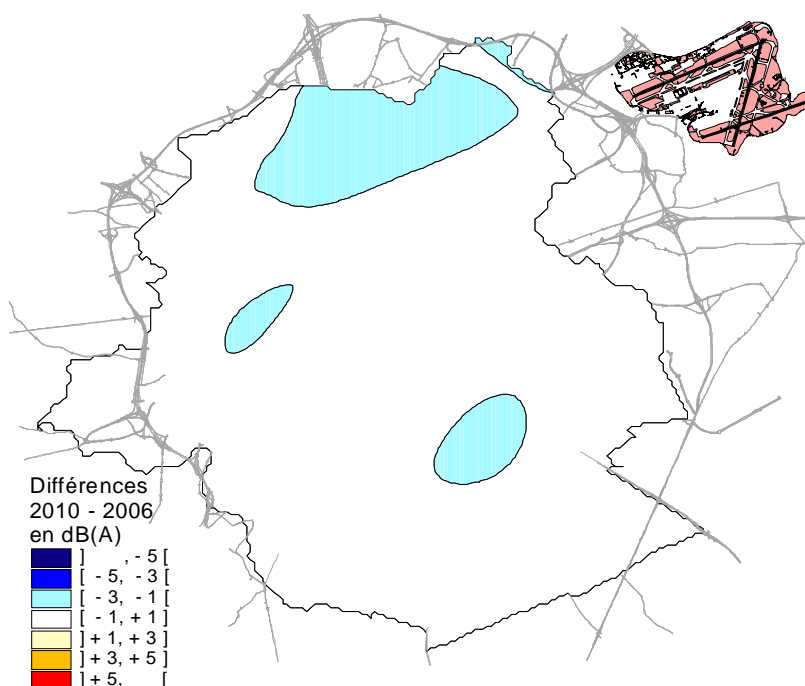 Différences
2010 - 2006
en dB(A)
] , - 5 [
[ - 5, - 3 [
[ - 3, - 1 [
[ - 1, + 1 ]
] + 1, + 3 ]
] + 3, + 5 ]
] + 5, [